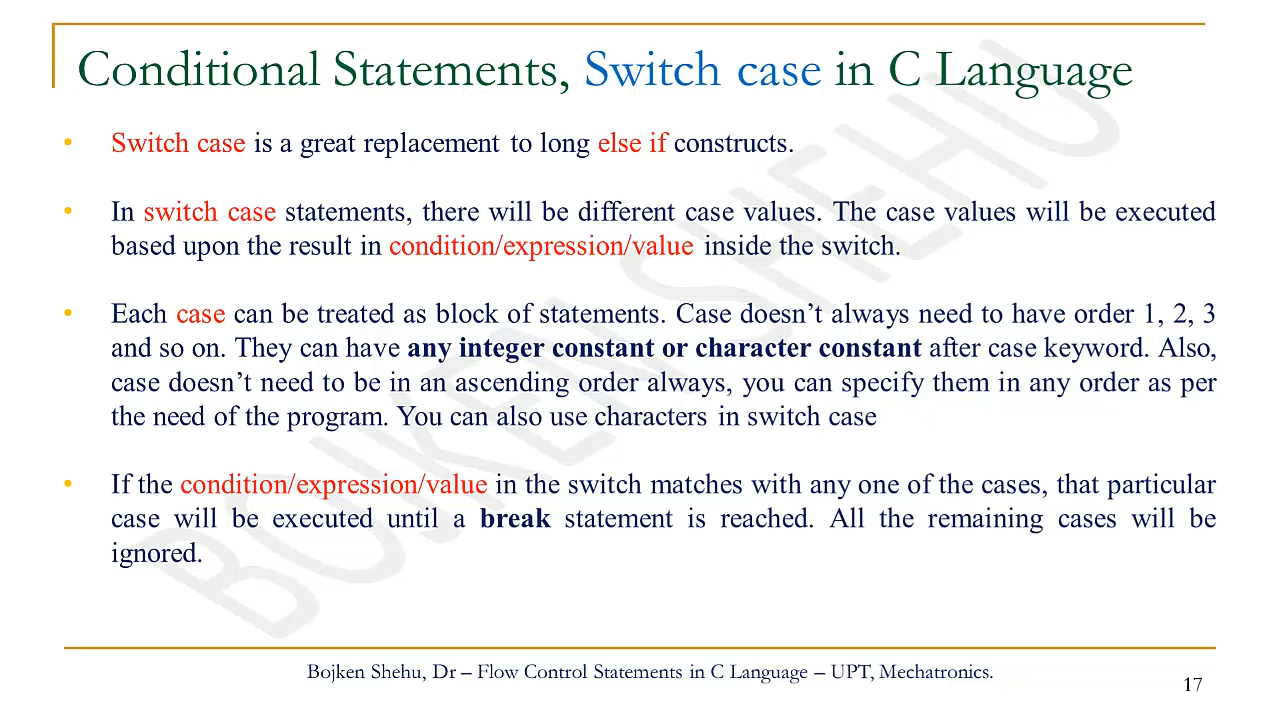 Conditional Statements, Switch case in C Language
• Switch case is a great replacement to long else if constructs.
• In switch case statements, there will be different case values. The case values will be executed
based upon the result in condition/expression/value inside the switch.
• Each case can be treated as block of statements. Case doesn’t always need to have order 1, 2, 3
and so on. They can have any integer constant or character constant after case keyword. Also,
case doesn’t need to be in an ascending order always, you can specify them in any order as per
the need of the program. You can also use characters in switch case
• If the condition/expression/value in the switch matches with any one of the cases, that particular
case will be executed until a break statement is reached. All the remaining cases will be
ignored.
BOJKEN SHEHU
Bojken Shehu, Dr – Flow Control Statements in C Language – UPT, Mechatronics.
17